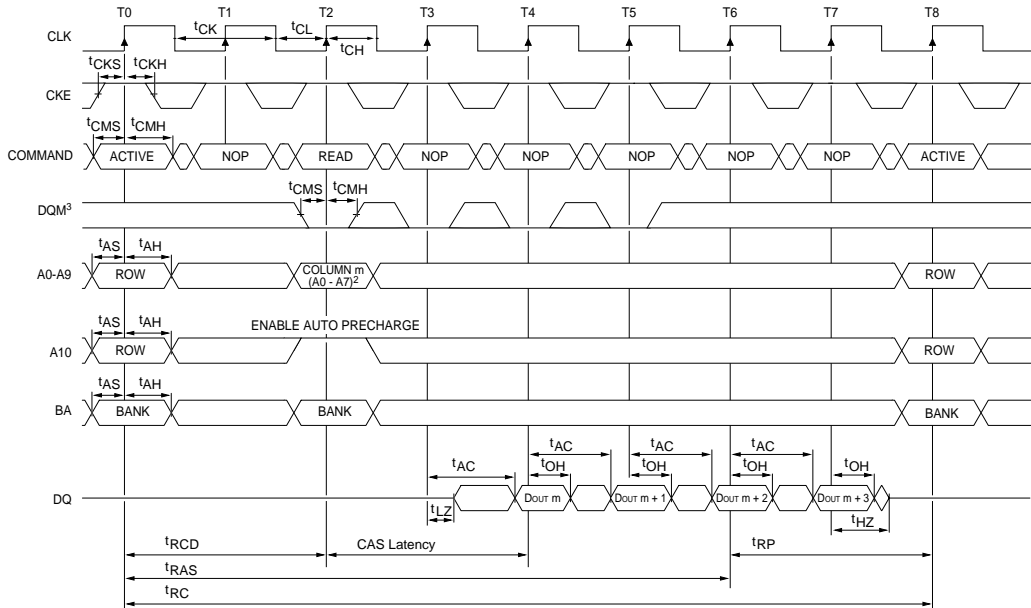 T0 T1 T2 T3 T4 T5 T6 T7 T8
CLK tCK tCL tCH
tCKS tCKH
CKE
tCMS tCMH
COMMAND ACTIVE NOP READ NOP NOP NOP NOP NOP ACTIVE
tCMS tCMH
DQM3
tAS tAH
A0-A9 ROW COLUMN m ROW
(A0 - A7)2
ENABLE AUTO PRECHARGE
tAS tAH
A10 ROW ROW
tAS tAH
BA BANK BANK BANK
tAC tAC tAC tAC
tOH tOH tOH tOH
DQ DOUT m DOUT m + 1 DOUT m + 2 DOUT m + 3
tLZ tHZ
tRCD CAS Latency tRP
tRAS
tRC